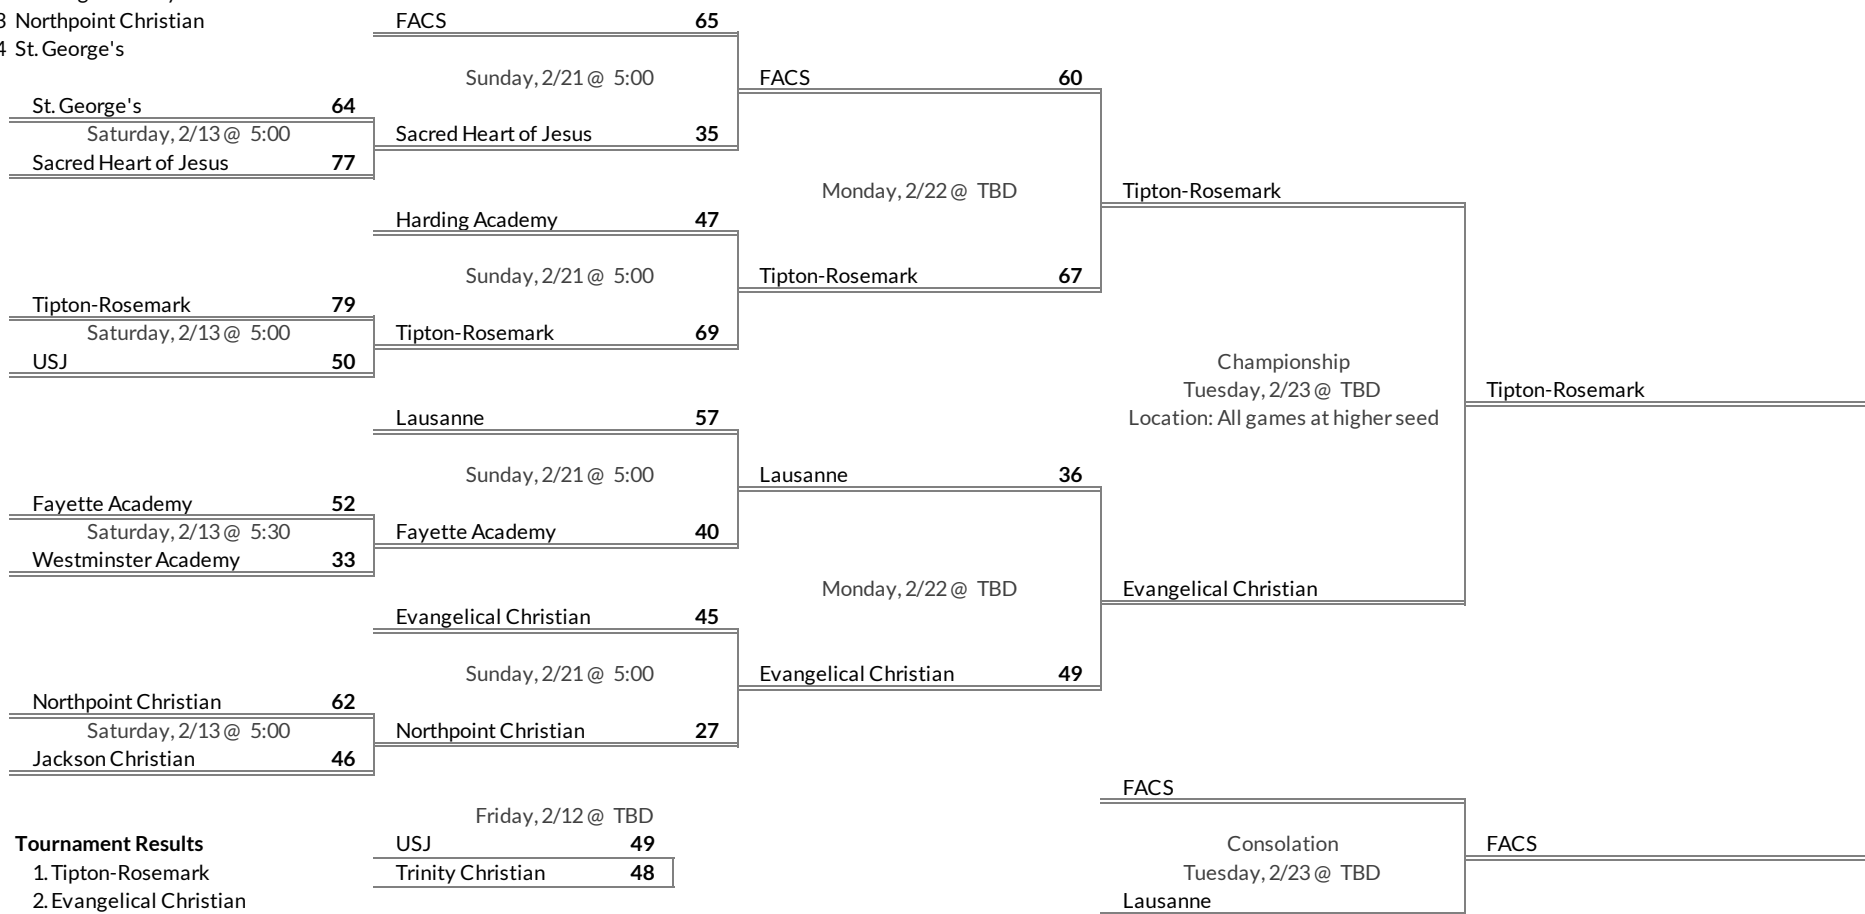 3 Northpoint Christian
4 St. George's
St. George's 64
Saturday, 2/13 @ 5:00
Sacred Heart of Jesus 77
Tipton-Rosemark 79
Saturday, 2/13 @ 5:00
USJ 50
Fayette Academy 52
Saturday, 2/13 @ 5:30
Westminster Academy 33
Northpoint Christian 62
Saturday, 2/13 @ 5:00
Jackson Christian 46
Tournament Results
1. Tipton-Rosemark
2. Evangelical Christian
FACS 65
Sunday, 2/21 @ 5:00
Sacred Heart of Jesus 35
Harding Academy 47
Sunday, 2/21 @ 5:00
Tipton-Rosemark 69
Lausanne 57
Sunday, 2/21 @ 5:00
Fayette Academy 40
Evangelical Christian 45
Sunday, 2/21 @ 5:00
Northpoint Christian 27
Friday, 2/12 @ TBD
USJ 49
Trinity Christian 48
FACS 60
Monday, 2/22 @ TBD
Tipton-Rosemark 67
Lausanne 36
Monday, 2/22 @ TBD
Evangelical Christian 49
Tipton-Rosemark
Championship
Tuesday, 2/23 @ TBD
Location: All games at higher seed
Evangelical Christian
FACS
Consolation
Tuesday, 2/23 @ TBD
Lausanne
Tipton-Rosemark
FACS